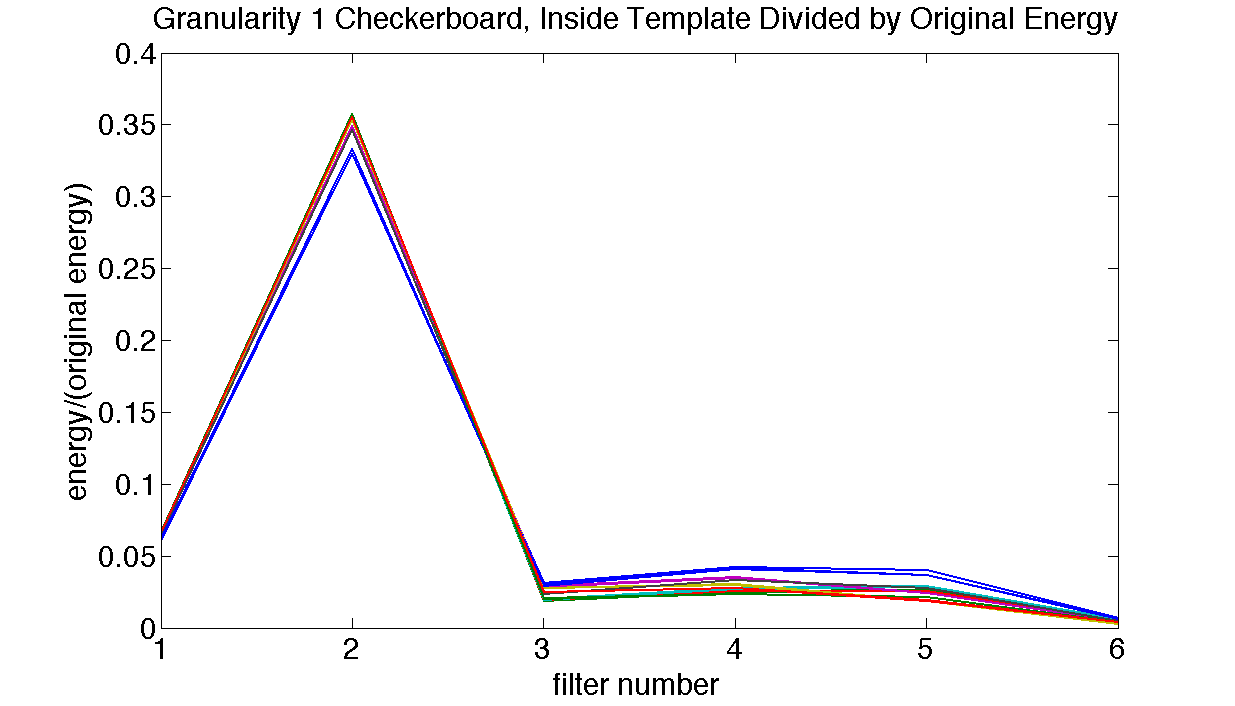 Granularity 1 Checkerboard, Inside Template Divided by Original Energy
energy/(original energy)
0.4
0.35
0.3
0.25
0.2
0.15
0.1
0.05
0
1 2 3 4 5 6
filter number